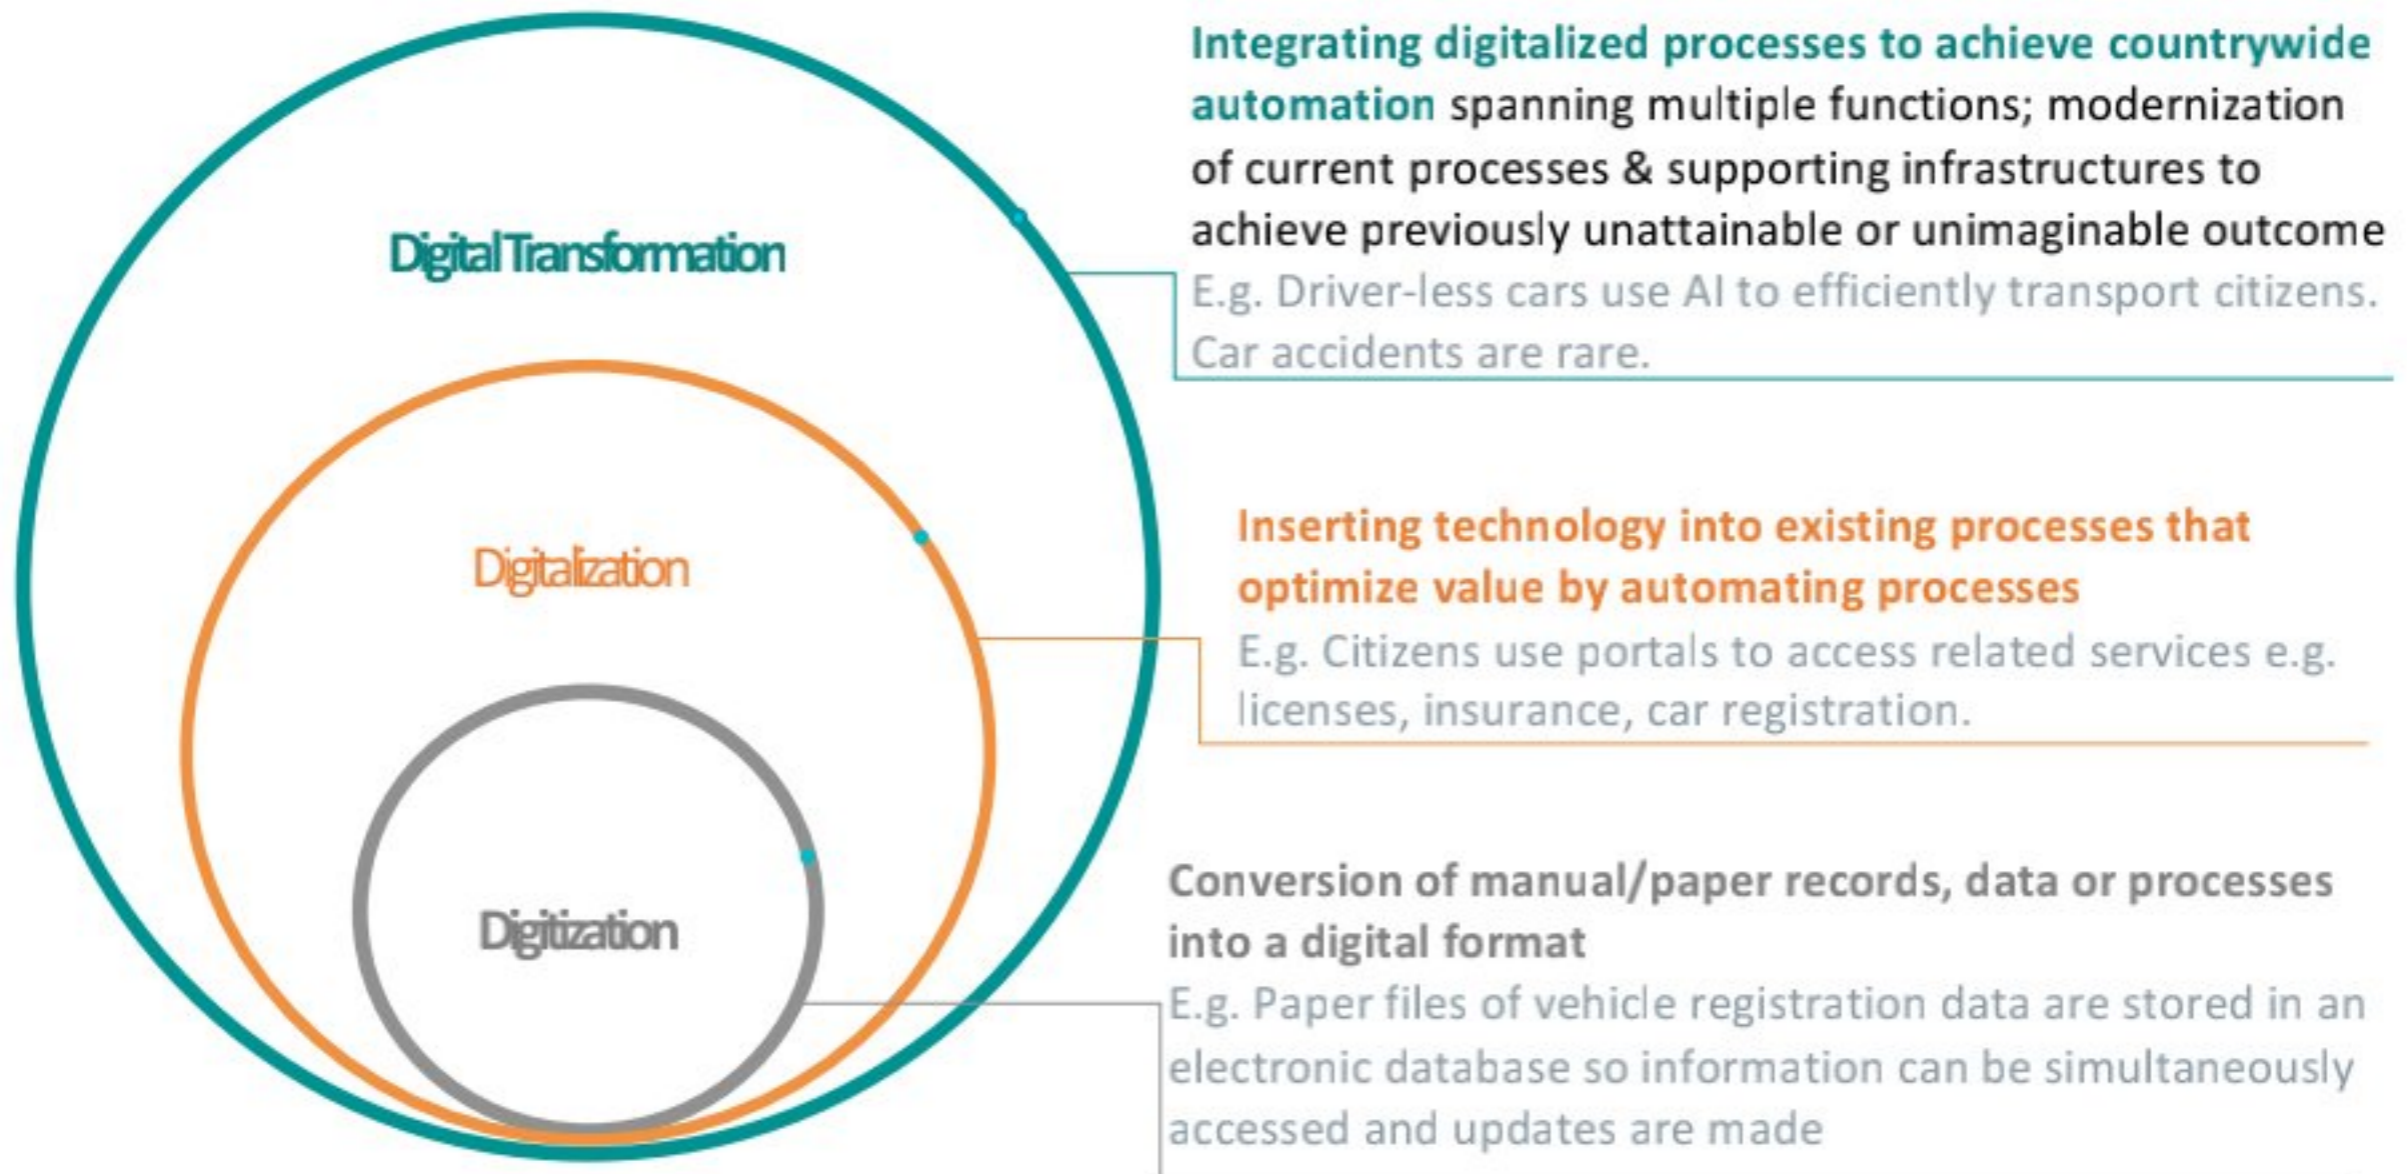 Digital Transformation
Integrating digitalized processes to achieve countrywide
automation spanning multiple functions; modernization
of current processes & supporting infrastructures to
achieve previously unattainable or unimaginable outcome
E.g. Driver-less cars use AI to efficiently transport citizens.
Car accidents are rare.
Digitalization
Inserting technology into existing processes that
optimize value by automating processes
E.g. Citizens use portals to access related services e.g.
licenses, insurance, car registration.
Digitization
Conversion of manual/paper records, data or processes
into a digital format
E.g. Paper files of vehicle registration data are stored in an
electronic database so information can be simultaneously
accessed and updates are made